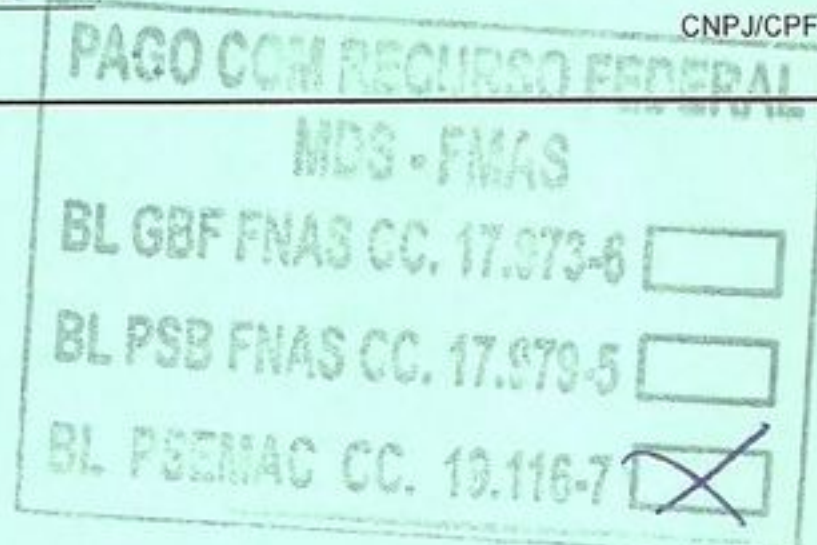 CNPJ/CPF
PAGO COM RECURSO FEDERAL
MDS - FMAS
BL GBF FNAS CC. 17.973-6
BL PSB FNAS CC. 17.979-5
BL PSEMAC CC. 19.116-7